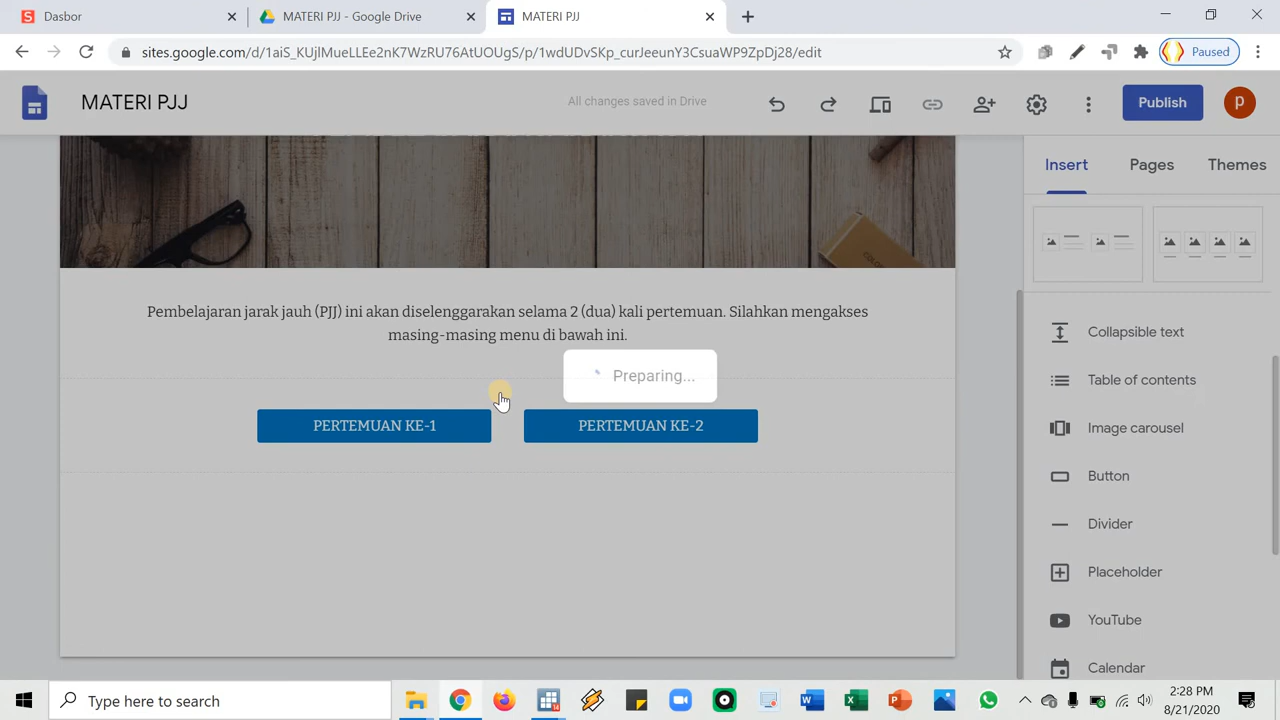 Dasbor
MATERI PJJ - Google Drive
MATERI PJJ
sites.google.com/d/1aiS_KUjlMueLLEe2nK7WzRU76AtUOUgS/p/1wdUDvSKp_curJeeunY3CsuaWP9ZpDj28/edit
Paused
MATERI PJJ
All changes saved in Drive
Publish
p
Insert
Pages
Themes
Pembelajaran jarak jauh (PJJ) ini akan diselenggarakan selama 2 (dua) kali pertemuan. Silahkan mengakses
masing-masing menu di bawah ini.
Preparing...
PERTEMUAN KE-1
PERTEMUAN KE-2
Collapsible text
Table of contents
Image carousel
Button
Divider
Placeholder
YouTube
Calendar
Type here to search
2:28 PM
8/21/2020